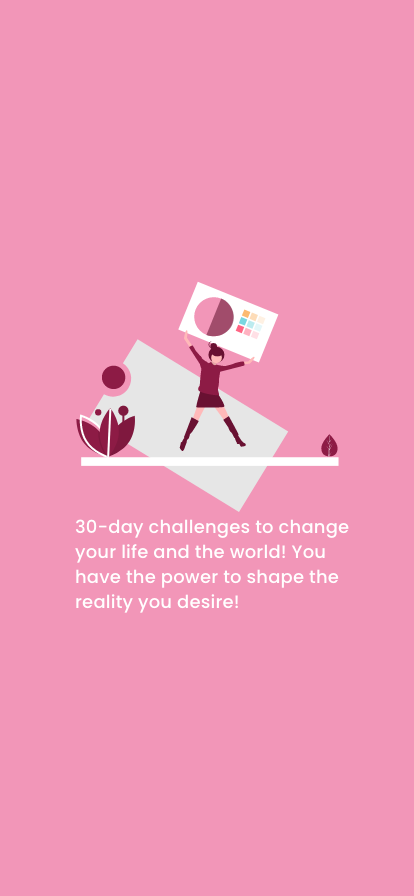 30-day challenges to change
your life and the world! You
have the power to shape the
reality you desire!